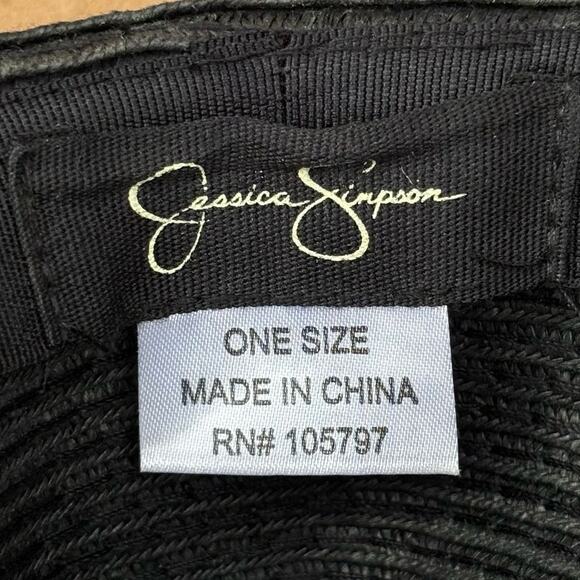 Jessica Simpson
ONE SIZE
MADE IN CHINA
RN# 105797